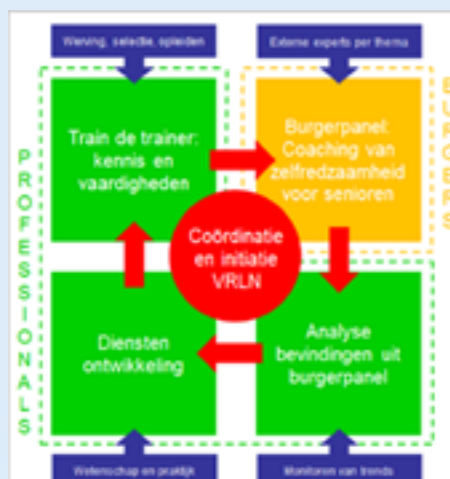 Werving, selectie, opleiden
Externe experts per thema
PROFESSIONALS
Train de trainer:
kennis en
vaardigheden
Burgerpanel:
Coaching van
zelfredzaamheid
voor senioren
BURGERS
Coördinatie
en initiatie
VRLN
Diensten
ontwikkeling
Analyse
bevindingen uit
burgerpanel
Wetenschap en praktijk
Monitoren van trends